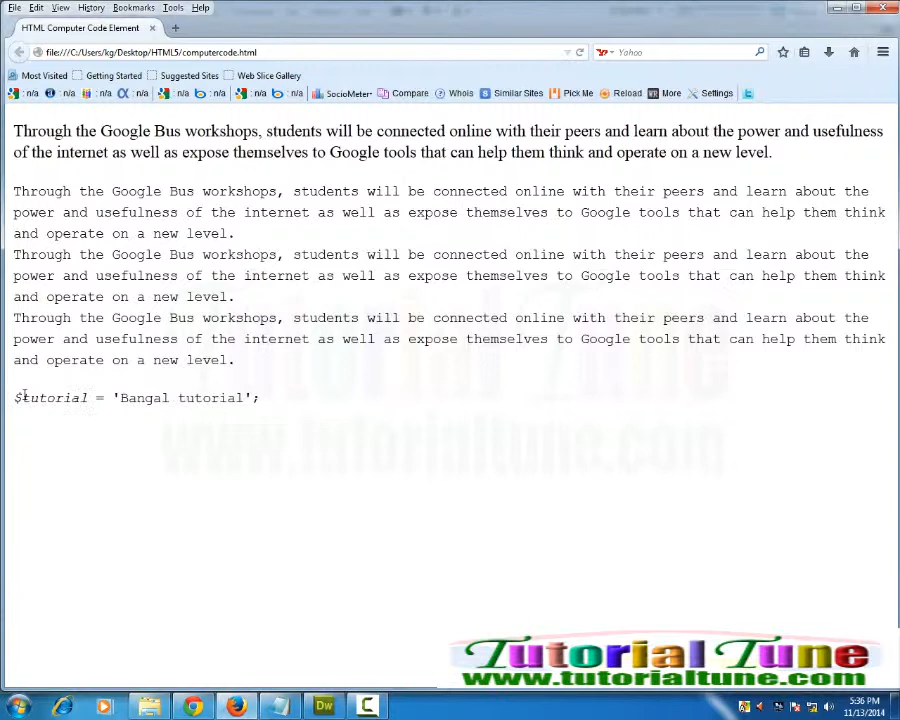 File Edit View History Bookmarks Tools Help
HTML Computer Code Element × +
file:///C:/Users/kg/Desktop/HTML5/computercode.html Yahoo
Most Visited Getting Started Suggested Sites Web Slice Gallery
: n/a : n/a : n/a : n/a : n/a : n/a : n/a : n/a SocioMeter Compare Whois Similar Sites Pick Me Reload More Settings
Through the Google Bus workshops, students will be connected online with their peers and learn about the power and usefulness
of the internet as well as expose themselves to Google tools that can help them think and operate on a new level.
Through the Google Bus workshops, students will be connected online with their peers and learn about the
power and usefulness of the internet as well as expose themselves to Google tools that can help them think
and operate on a new level.
Through the Google Bus workshops, students will be connected online with their peers and learn about the
power and usefulness of the internet as well as expose themselves to Google tools that can help them think
and operate on a new level.
Through the Google Bus workshops, students will be connected online with their peers and learn about the
power and usefulness of the internet as well as expose themselves to Google tools that can help them think
and operate on a new level.
$tutorial = 'Bangal tutorial';
Tutorial Tune
www.tutorialtune.com
Tutorial Tune
www.tutorialtune.com
Dw
5:36 PM
11/13/2014